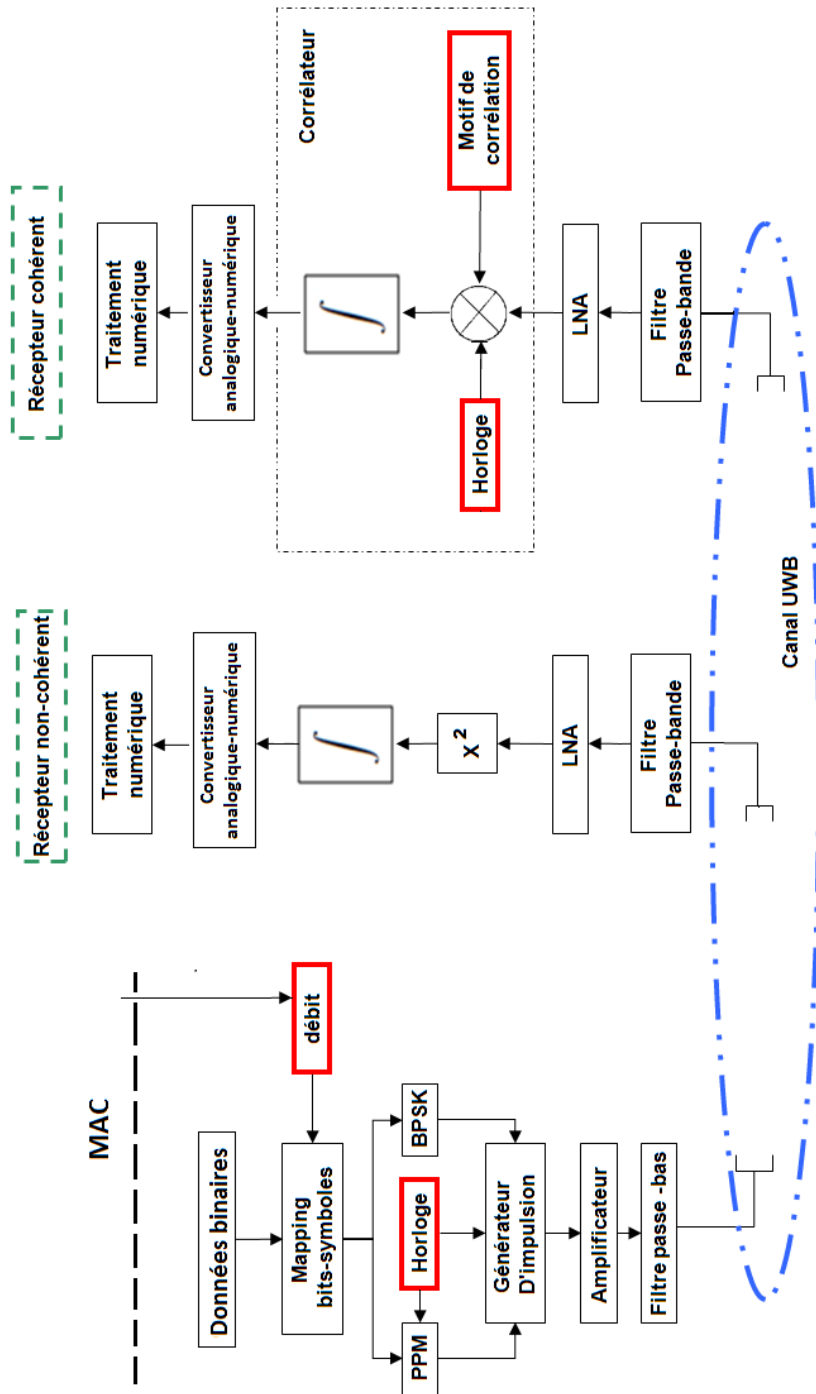 MAC
débit
Données binaires
Mapping
bits-symboles
BPSK
Horloge
PPM
Générateur
D'impulsion
Amplificateur
Filtre passe -bas
Récepteur non-cohérent
Traitement
numérique
Convertisseur
analogique-numérique
∫
X²
LNA
Filtre
Passe-bande
Récepteur cohérent
Traitement
numérique
Convertisseur
analogique-numérique
Corrélateur
∫
Motif de
corrélation
Horloge
LNA
Filtre
Passe-bande
Canal UWB